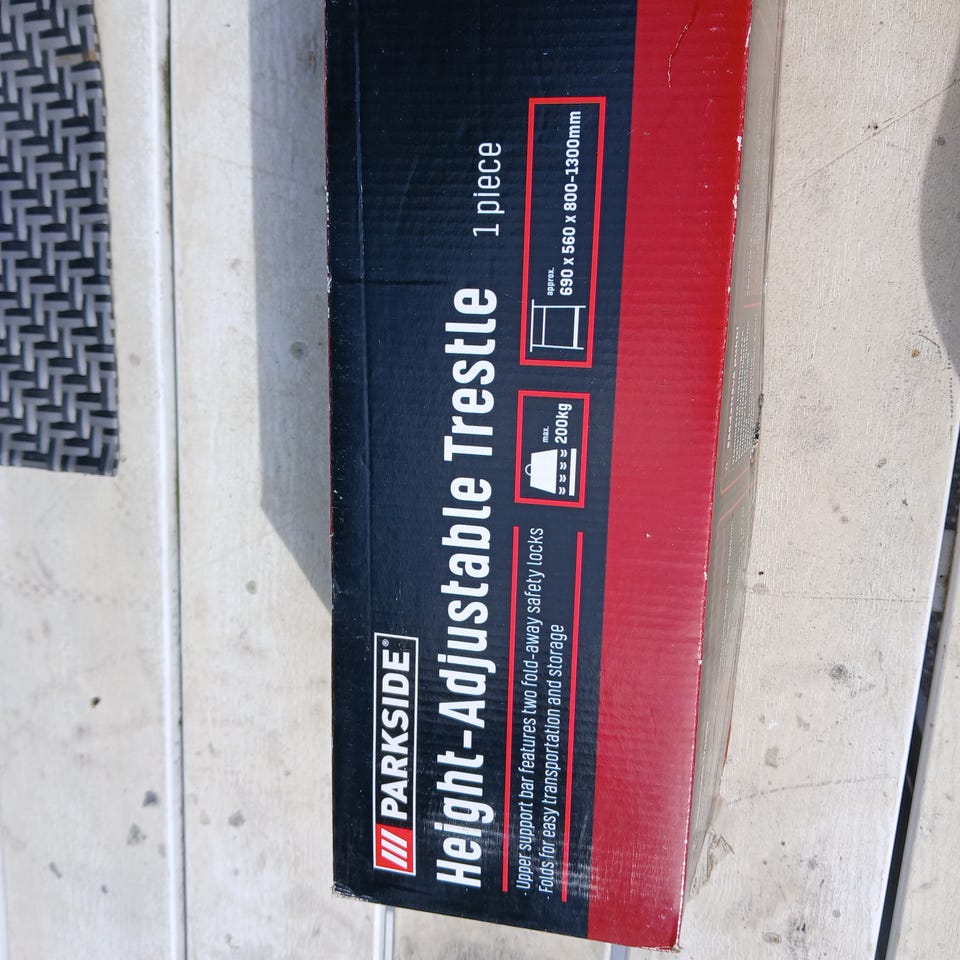 PARKSIDE®
Height-Adjustable Trestle 1 piece
· Upper support bar features two fold-away safety locks
· Folds for easy transportation and storage
max.
200kg
approx.
690 x 560 x 800-1300mm